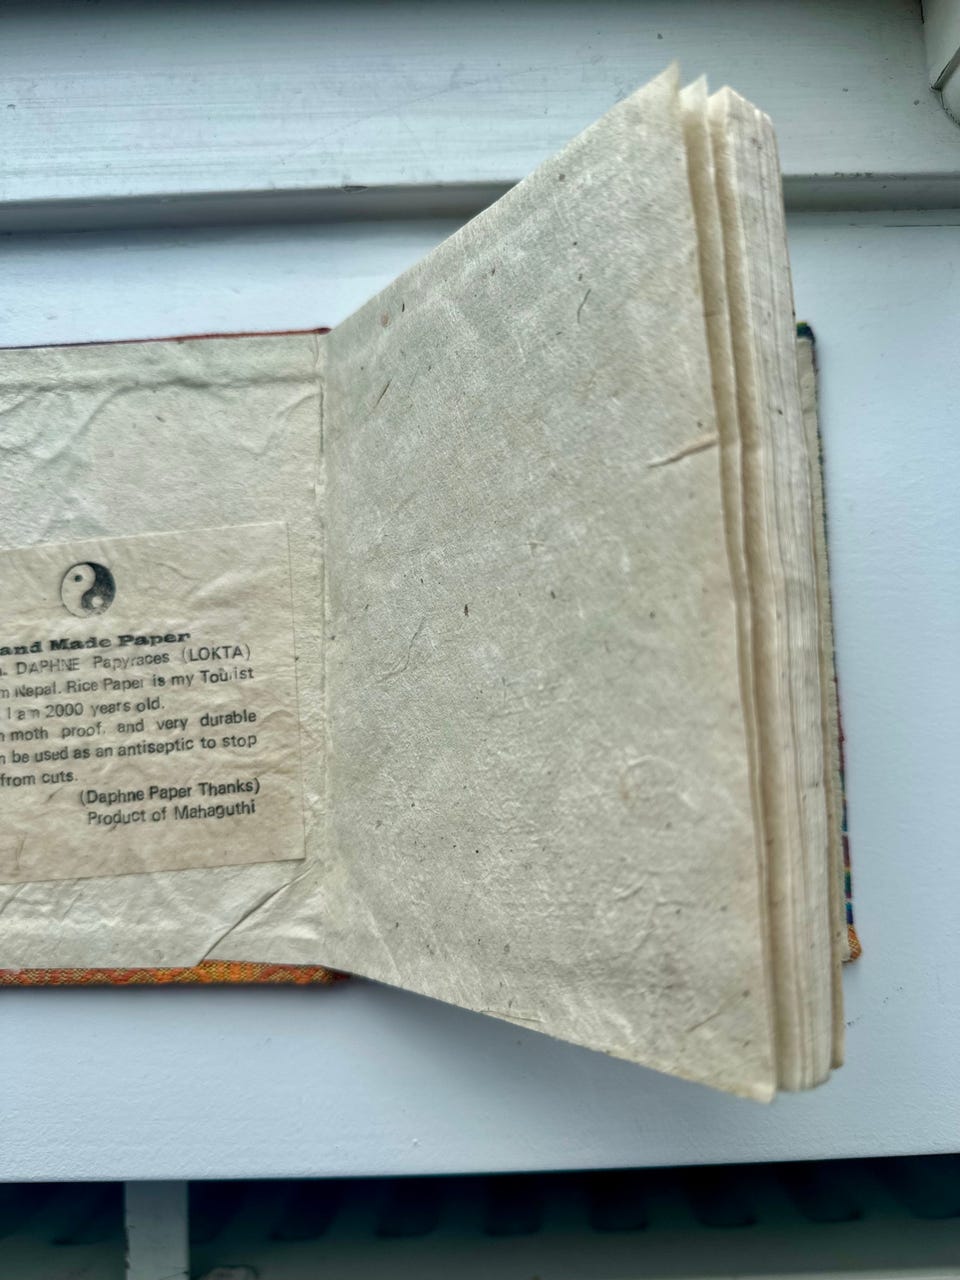 and Made Paper
. DAPHNE Papyraces (LOKTA)
m Nepal. Rice Paper is my Tourist
I am 2000 years old.
moth proof, and very durable
n be used as an antiseptic to stop
from cuts.
(Daphne Paper Thanks)
Product of Mahaguthi